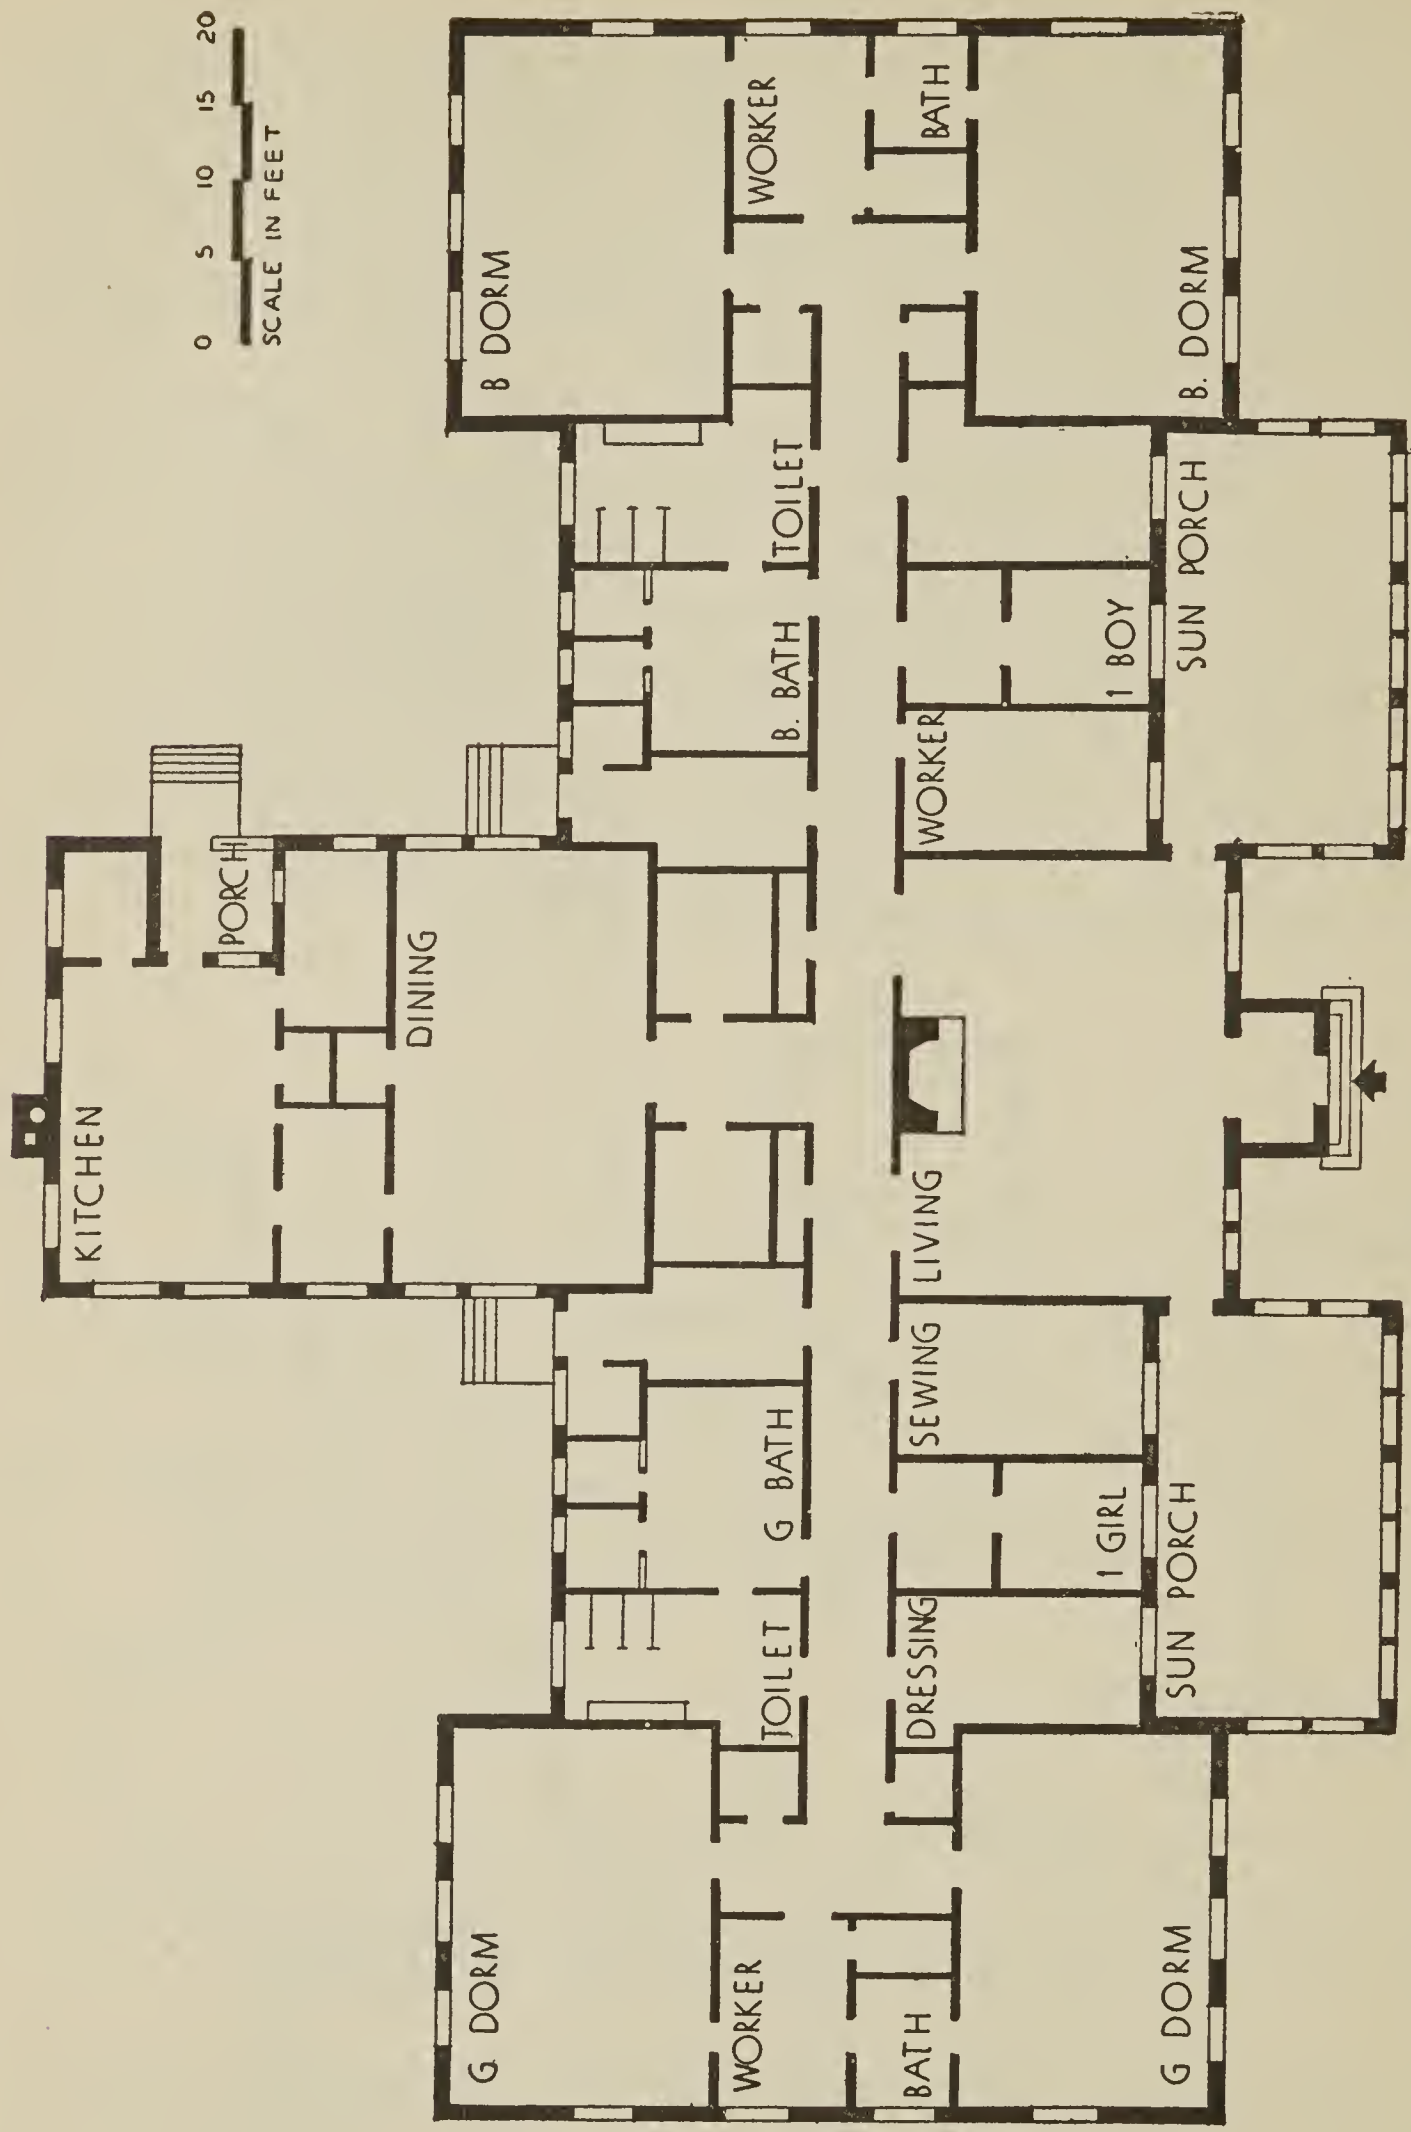 0 5 10 15 20
SCALE IN FEET
KITCHEN
PORCH
DINING
G. DORM
B DORM
TOILET
G BATH
B. BATH
TOILET
WORKER
WORKER
BATH
DRESSING
SEWING
LIVING
WORKER
BATH
1 GIRL
1 BOY
G DORM
SUN PORCH
SUN PORCH
B. DORM